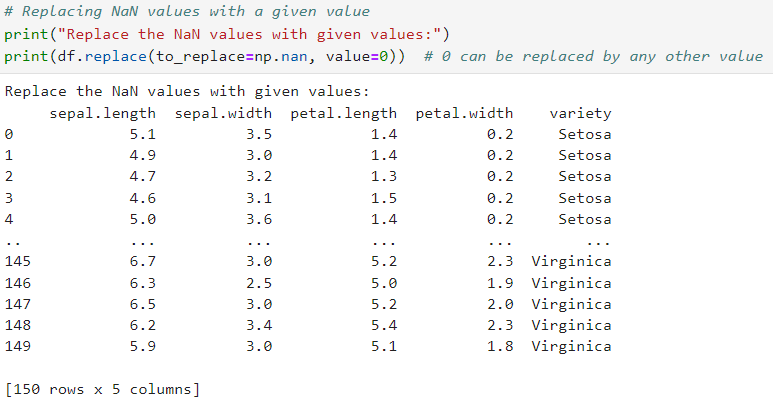 # Replacing NaN values with a given value
print("Replace the NaN values with given values:")
print(df.replace(to_replace=np.nan, value=0))  # 0 can be replaced by any other value
Replace the NaN values with given values:
     sepal.length  sepal.width  petal.length  petal.width    variety
0             5.1          3.5           1.4          0.2     Setosa
1             4.9          3.0           1.4          0.2     Setosa
2             4.7          3.2           1.3          0.2     Setosa
3             4.6          3.1           1.5          0.2     Setosa
4             5.0          3.6           1.4          0.2     Setosa
..            ...          ...           ...          ...        ...
145           6.7          3.0           5.2          2.3  Virginica
146           6.3          2.5           5.0          1.9  Virginica
147           6.5          3.0           5.2          2.0  Virginica
148           6.2          3.4           5.4          2.3  Virginica
149           5.9          3.0           5.1          1.8  Virginica
[150 rows x 5 columns]